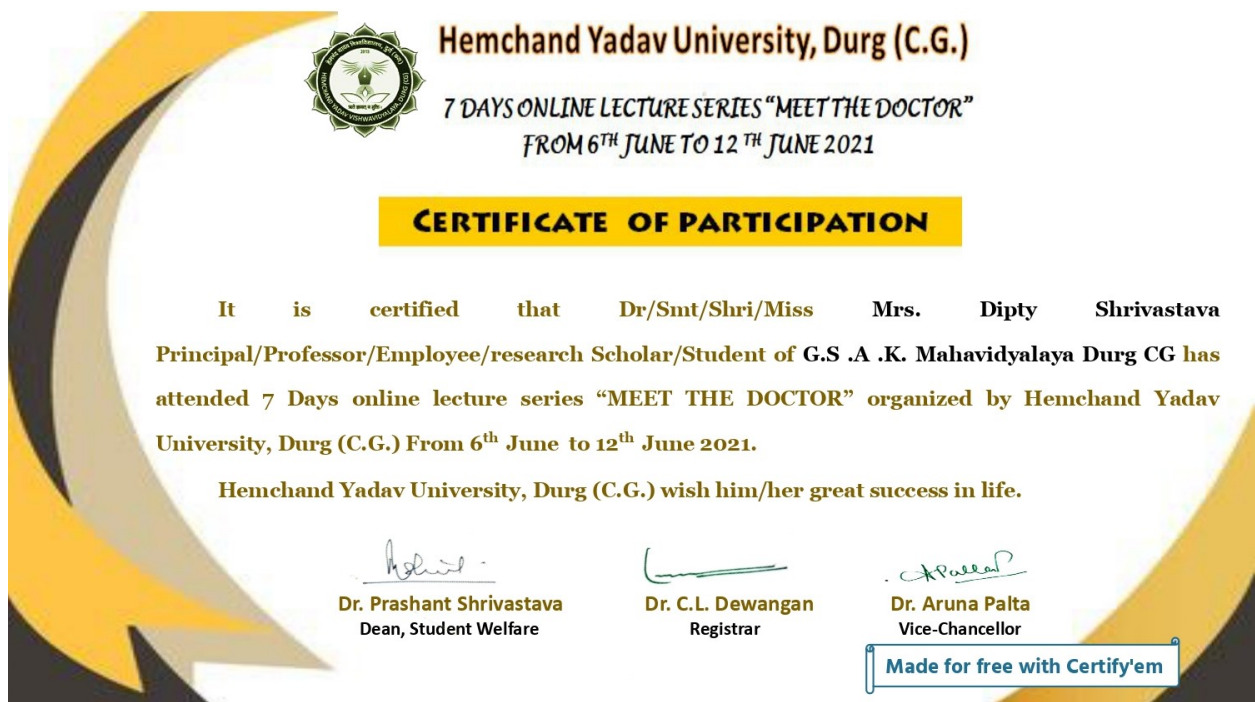 Hemchand Yadav University, Durg (C.G.)
7 DAYS ONLINE LECTURE SERIES "MEET THE DOCTOR"
FROM 6TH JUNE TO 12 TH JUNE 2021
CERTIFICATE OF PARTICIPATION
It is certified that Dr/Smt/Shri/Miss Mrs. Dipty Shrivastava
Principal/Professor/Employee/research Scholar/Student of G.S .A .K. Mahavidyalaya Durg CG has
attended 7 Days online lecture series “MEET THE DOCTOR” organized by Hemchand Yadav
University, Durg (C.G.) From 6th June to 12th June 2021.
Hemchand Yadav University, Durg (C.G.) wish him/her great success in life.
Dr. Prashant Shrivastava
Dean, Student Welfare
Dr. C.L. Dewangan
Registrar
Dr. Aruna Palta
Vice-Chancellor
Made for free with Certify'em